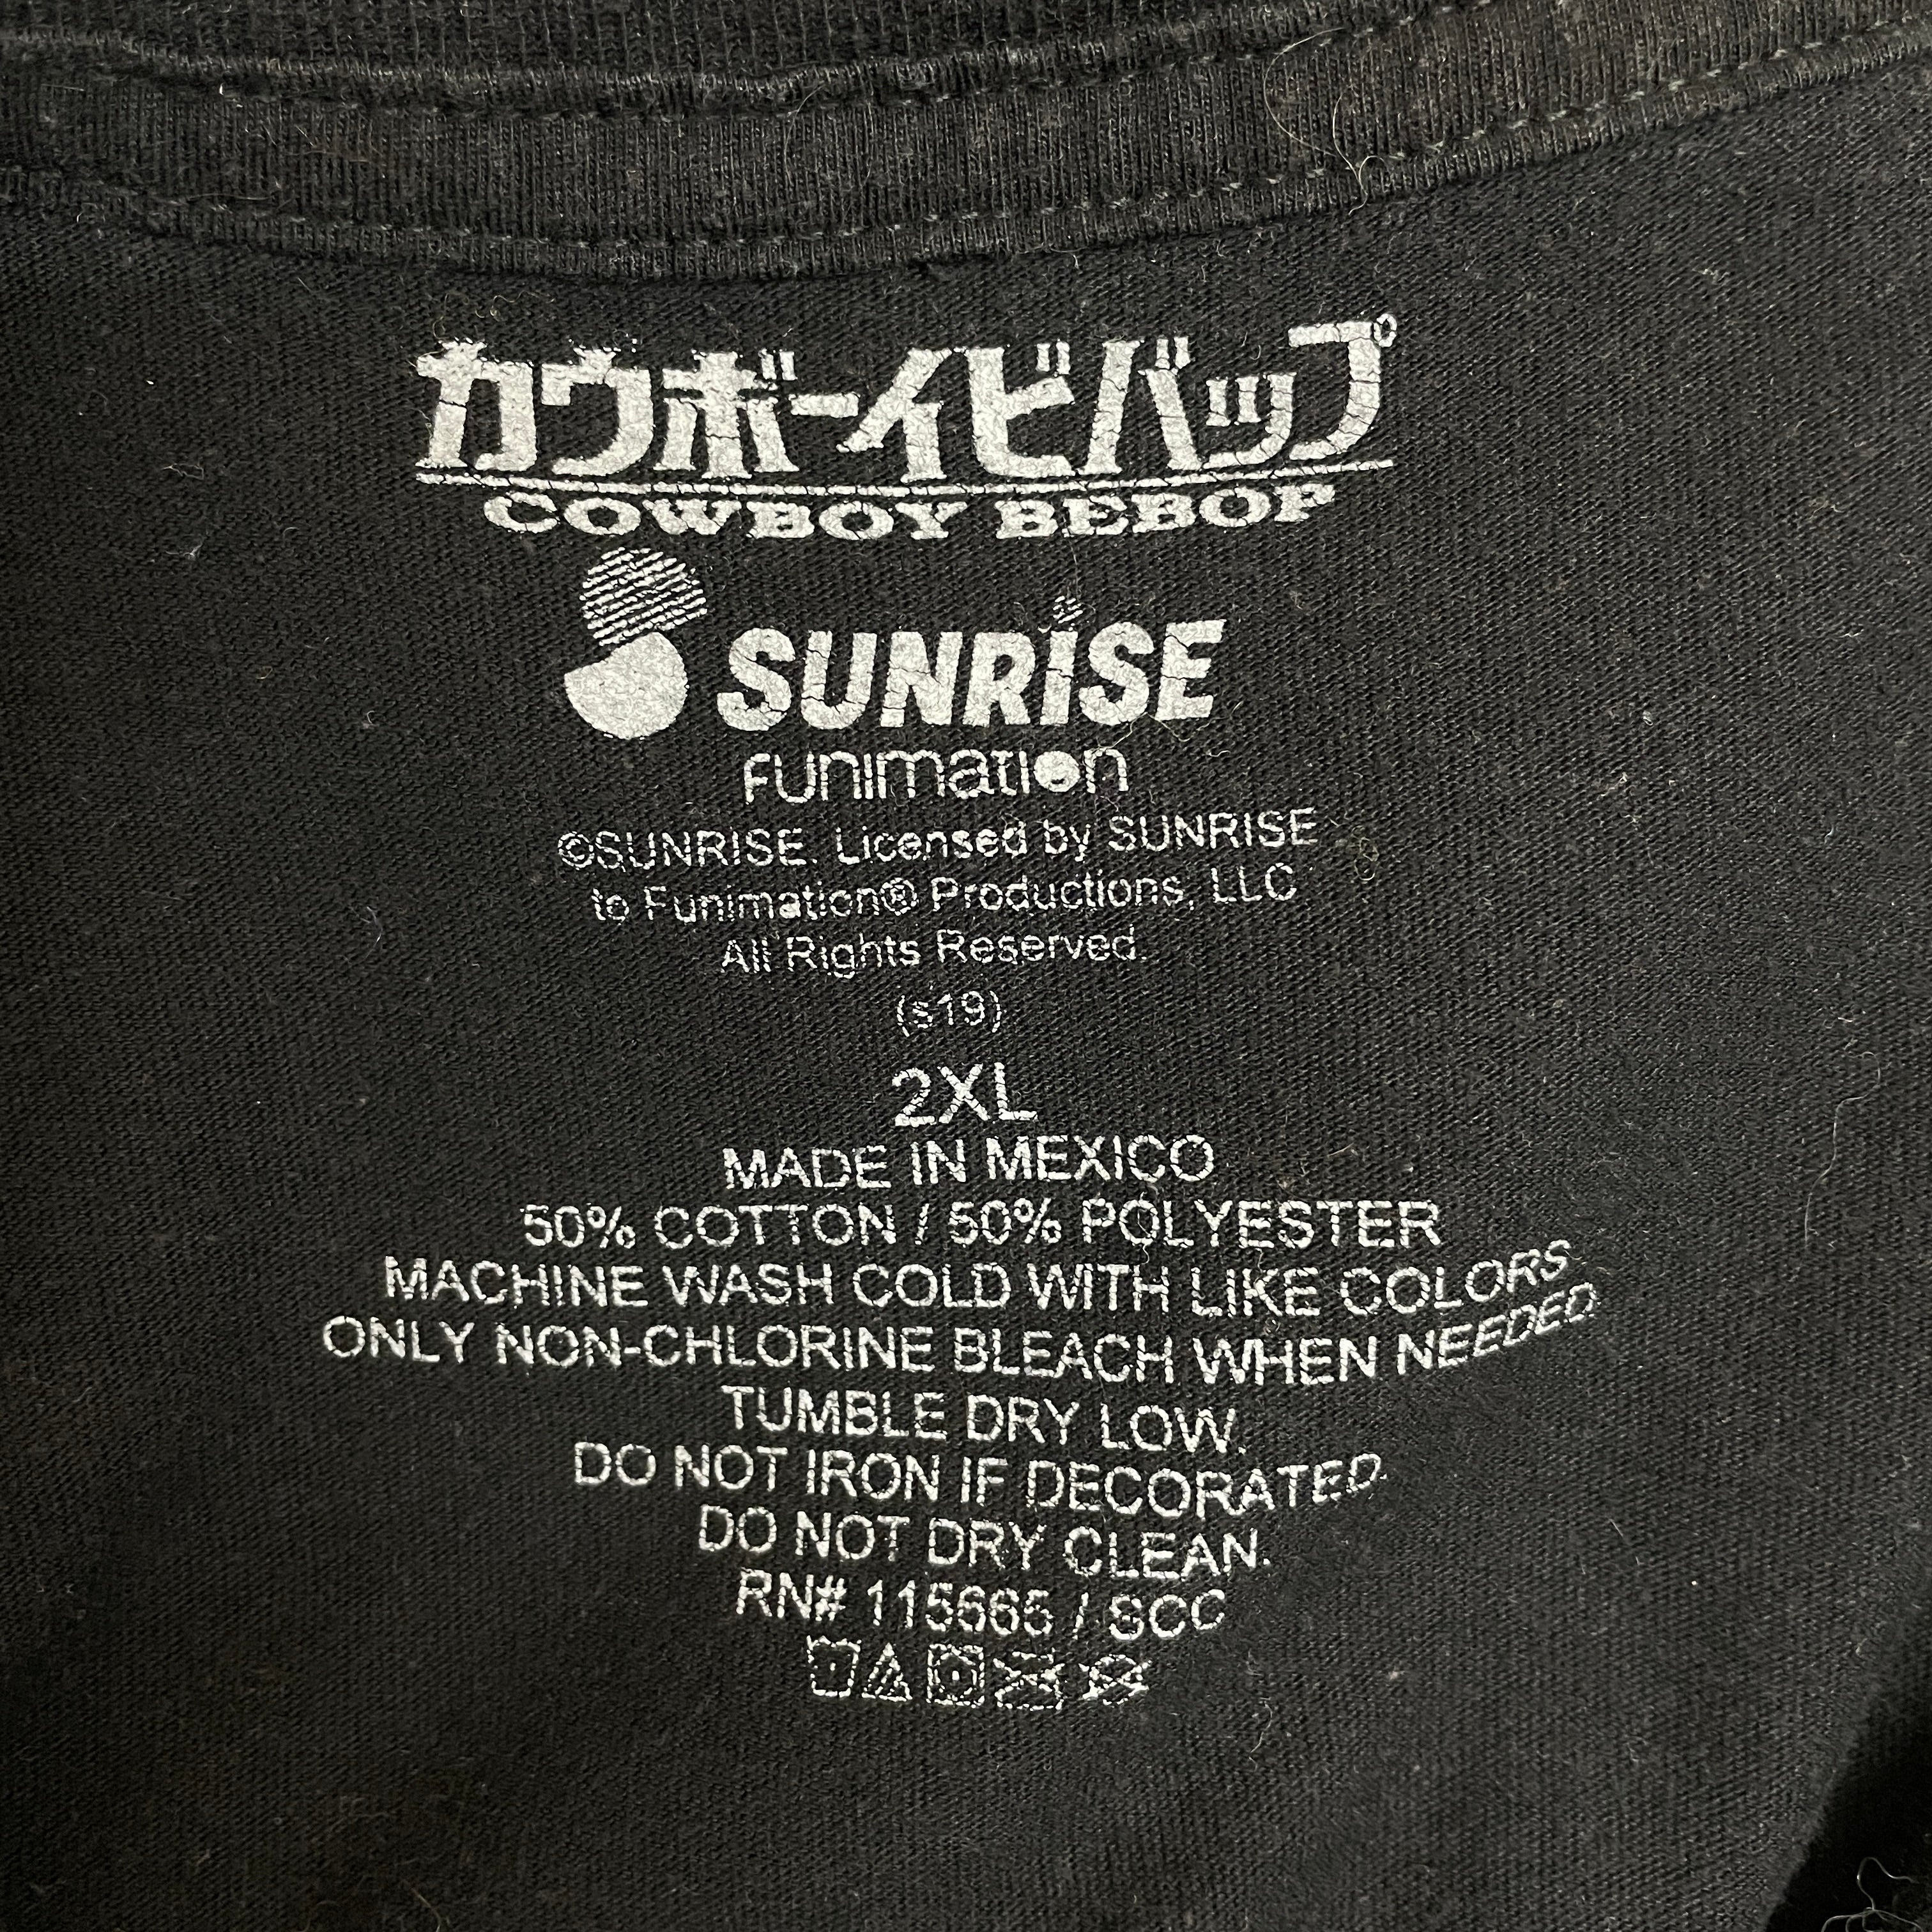 カウボーイビバップ
COWBOY BEBOP
SUNRISE
funimation
©SUNRISE. Licensed by SUNRISE
to Funimation® Productions, LLC
All Rights Reserved.
(s19)
2XL
MADE IN MEXICO
50% COTTON / 50% POLYESTER
MACHINE WASH COLD WITH LIKE COLORS
ONLY NON-CHLORINE BLEACH WHEN NEEDED
TUMBLE DRY LOW.
DO NOT IRON IF DECORATED.
DO NOT DRY CLEAN.
RN# 115665 / SCC